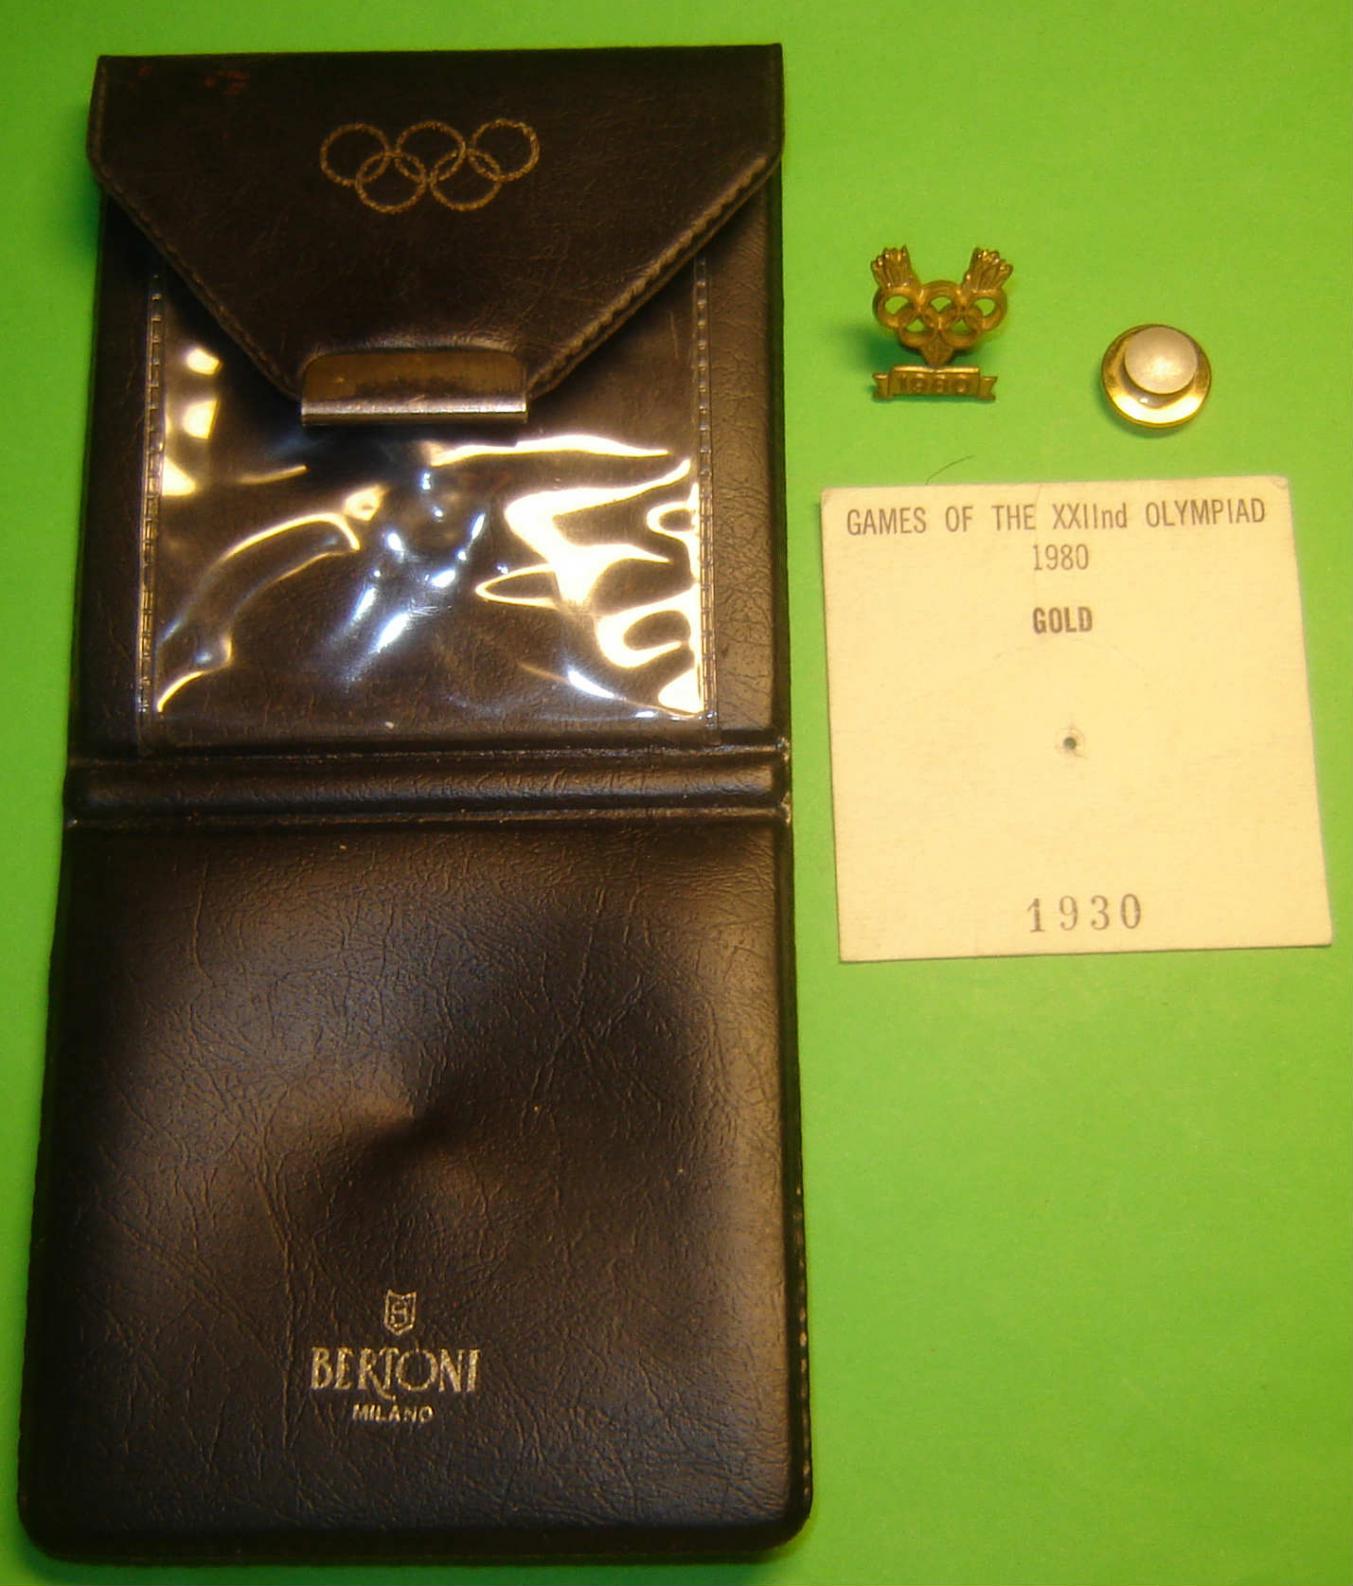 1980
GAMES OF THE XXIInd OLYMPIAD
1980
GOLD
1930
BERTONI
MILANO